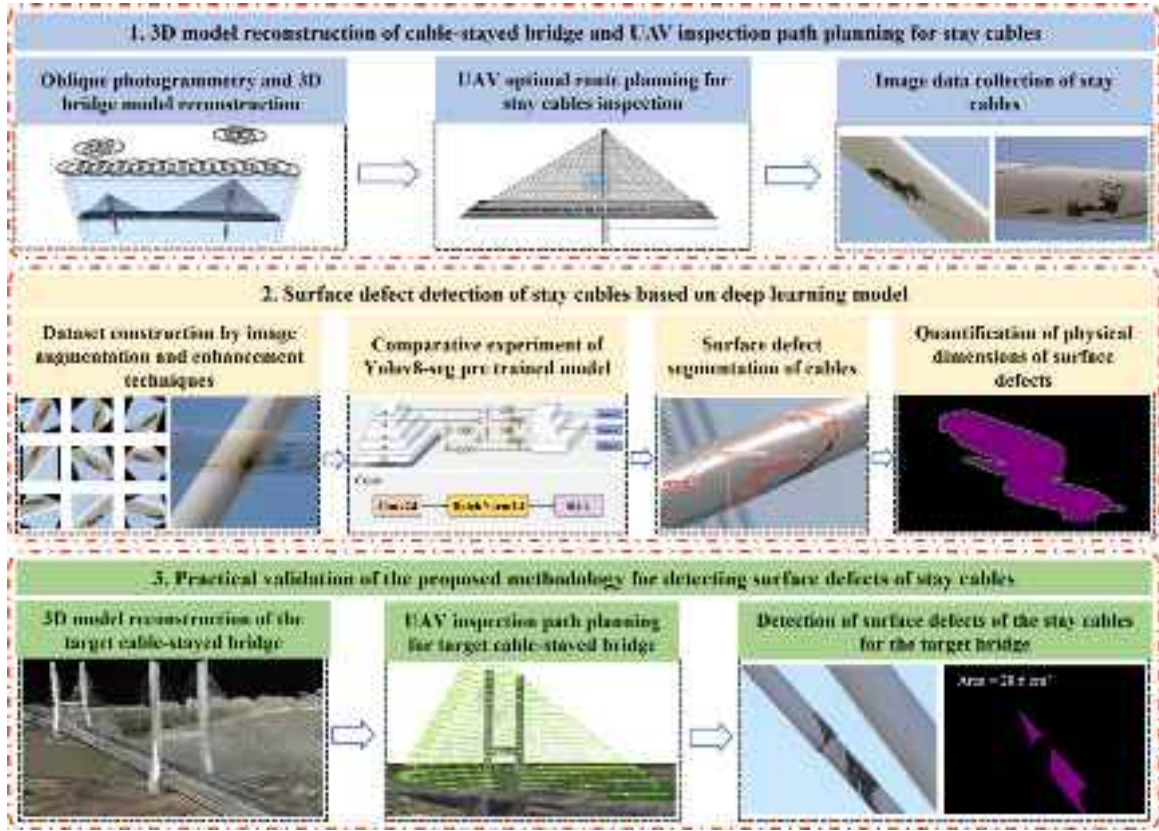 1. 3D model reconstruction of cable-stayed bridge and UAV inspection path planning for stay cables
Oblique photogrammetry and 3D
bridge model reconstruction
UAV optional route planning for
stay cables inspection
Image data collection of stay
cables
2. Surface defect detection of stay cables based on deep learning model
Dataset construction by image
augmentation and enhancement
techniques
Comparative experiment of
Yolov8-seg pre trained model
Surface defect
segmentation of cables
Quantification of physical
dimensions of surface
defects
3. Practical validation of the proposed methodology for detecting surface defects of stay cables
3D model reconstruction of the
target cable-stayed bridge
UAV inspection path planning
for target cable-stayed bridge
Detection of surface defects of the stay cables
for the target bridge
Area =